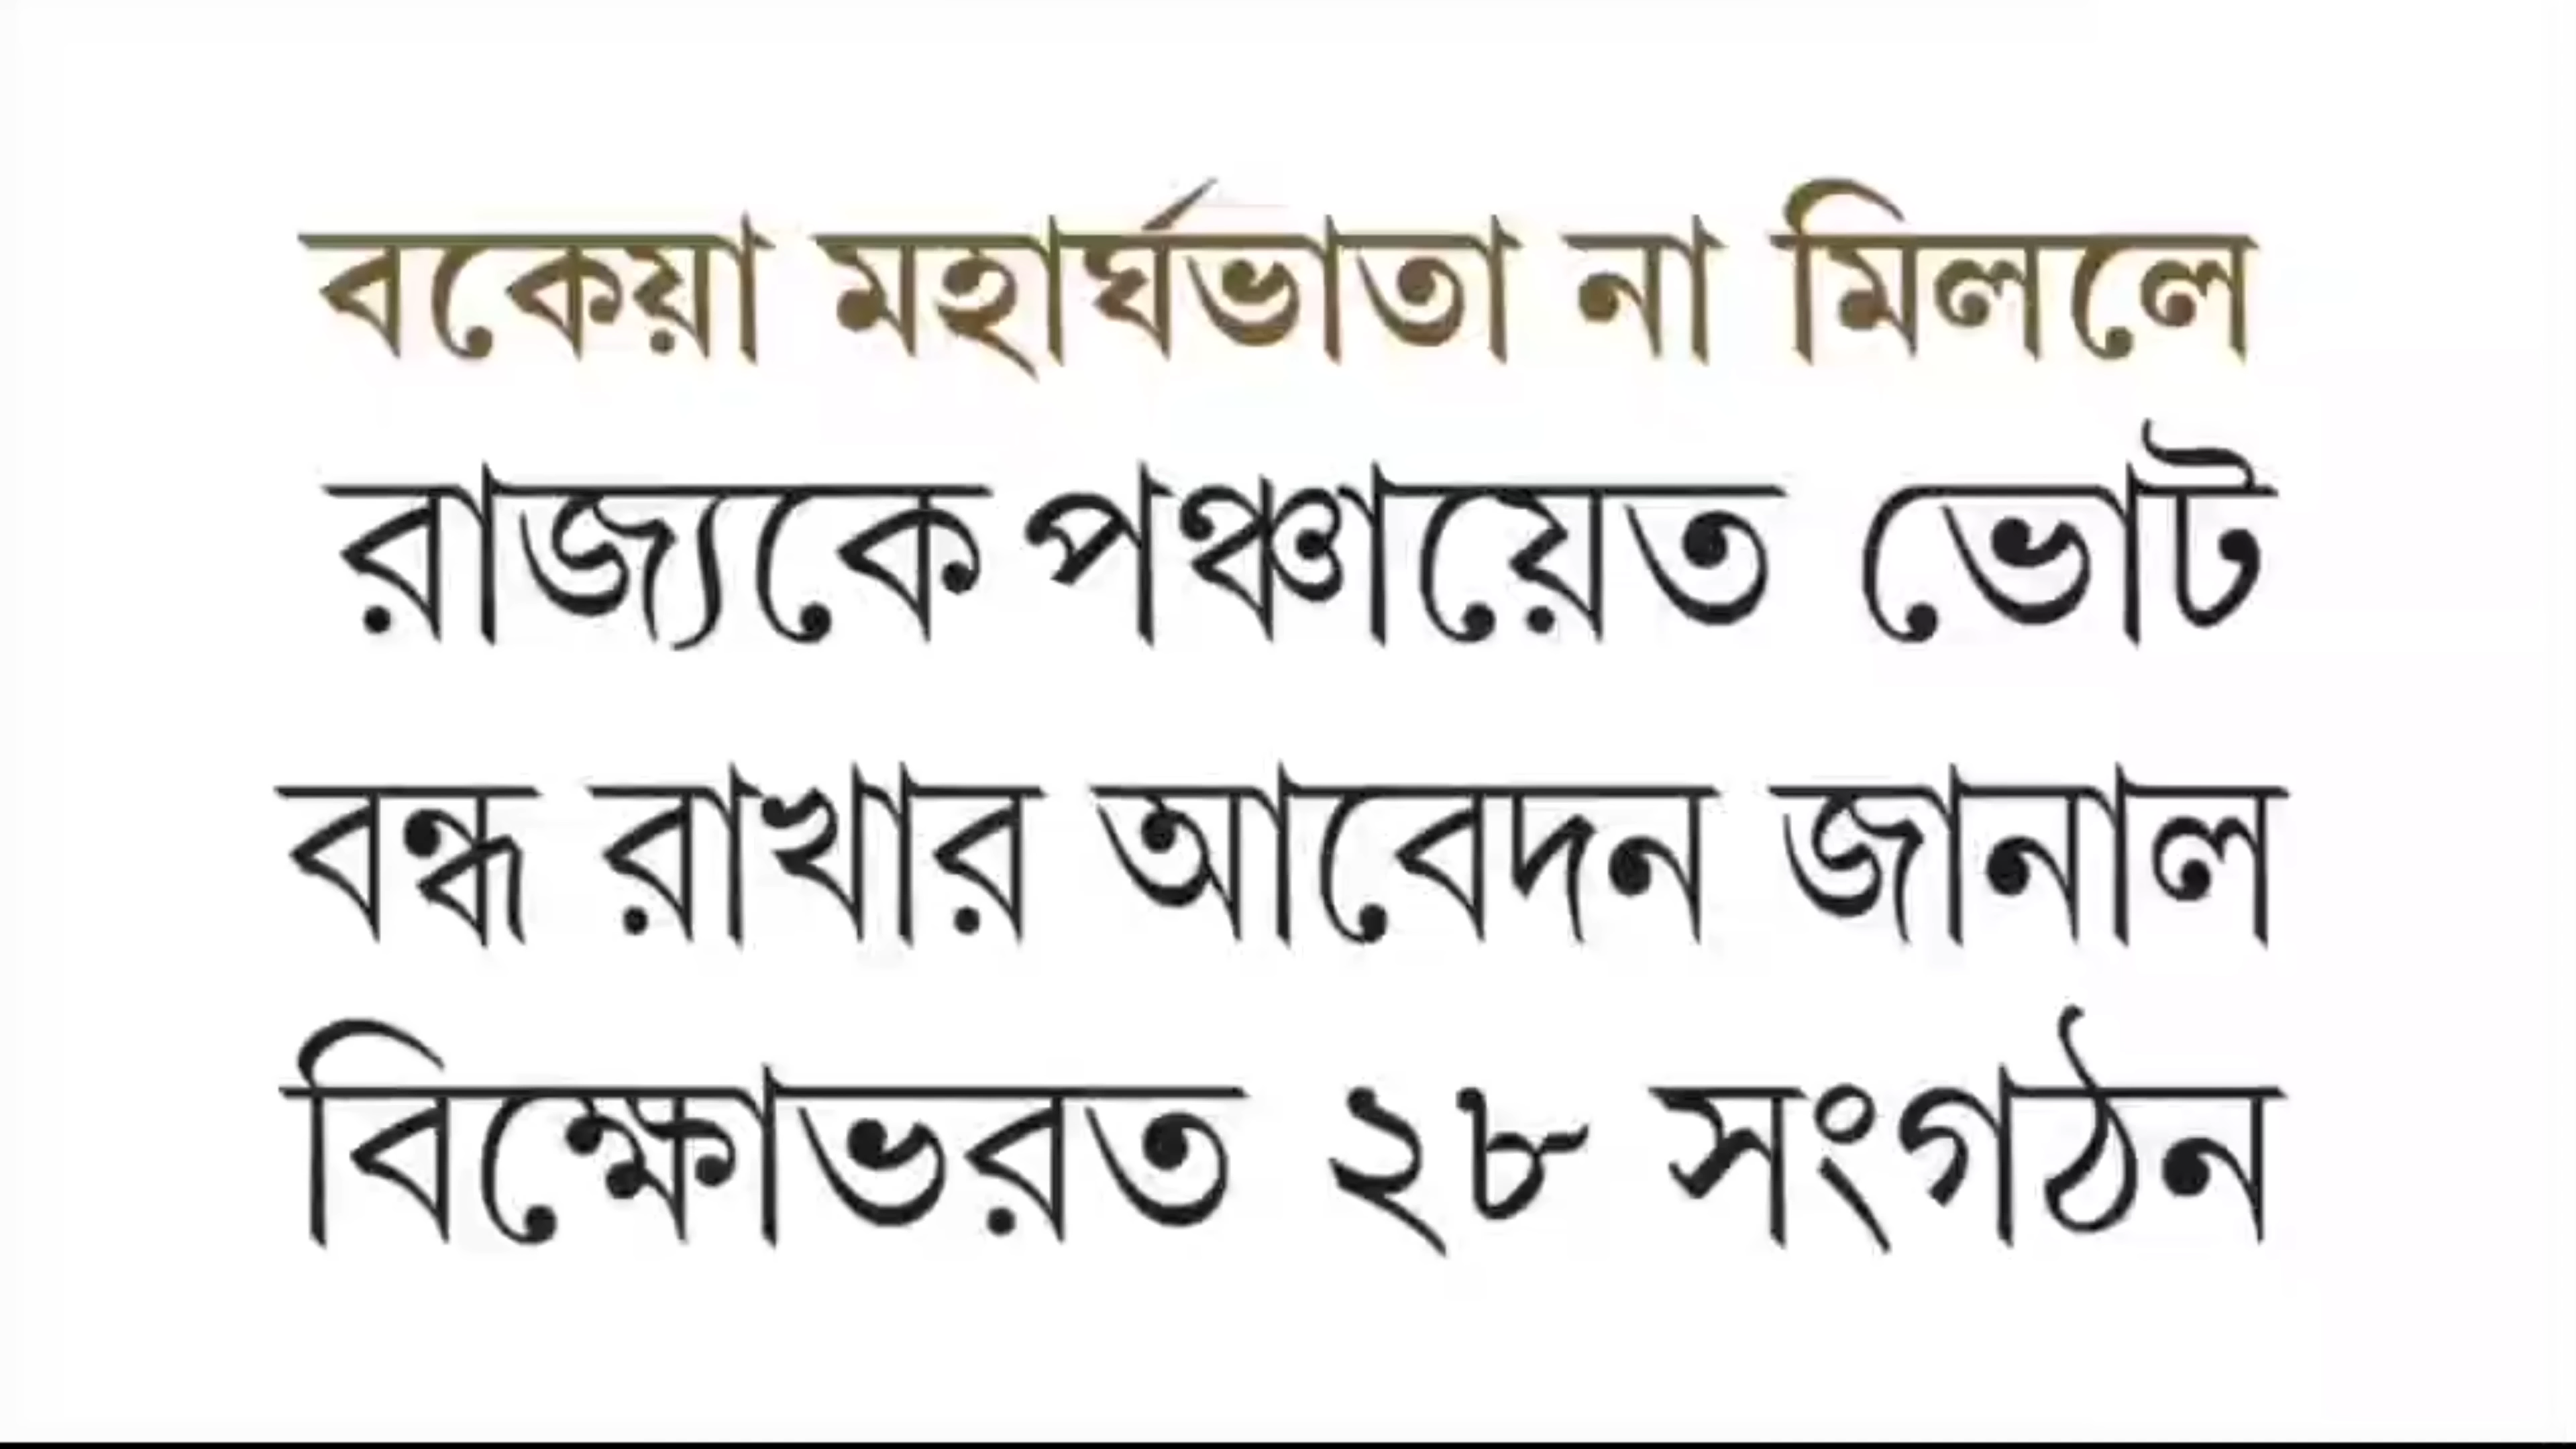 বকেয়া মহার্ঘভাতা না মিললে
রাজ্যকে পঞ্চায়েত ভোট
বন্ধ রাখার আবেদন জানাল
বিক্ষোভরত ২৮ সংগঠন